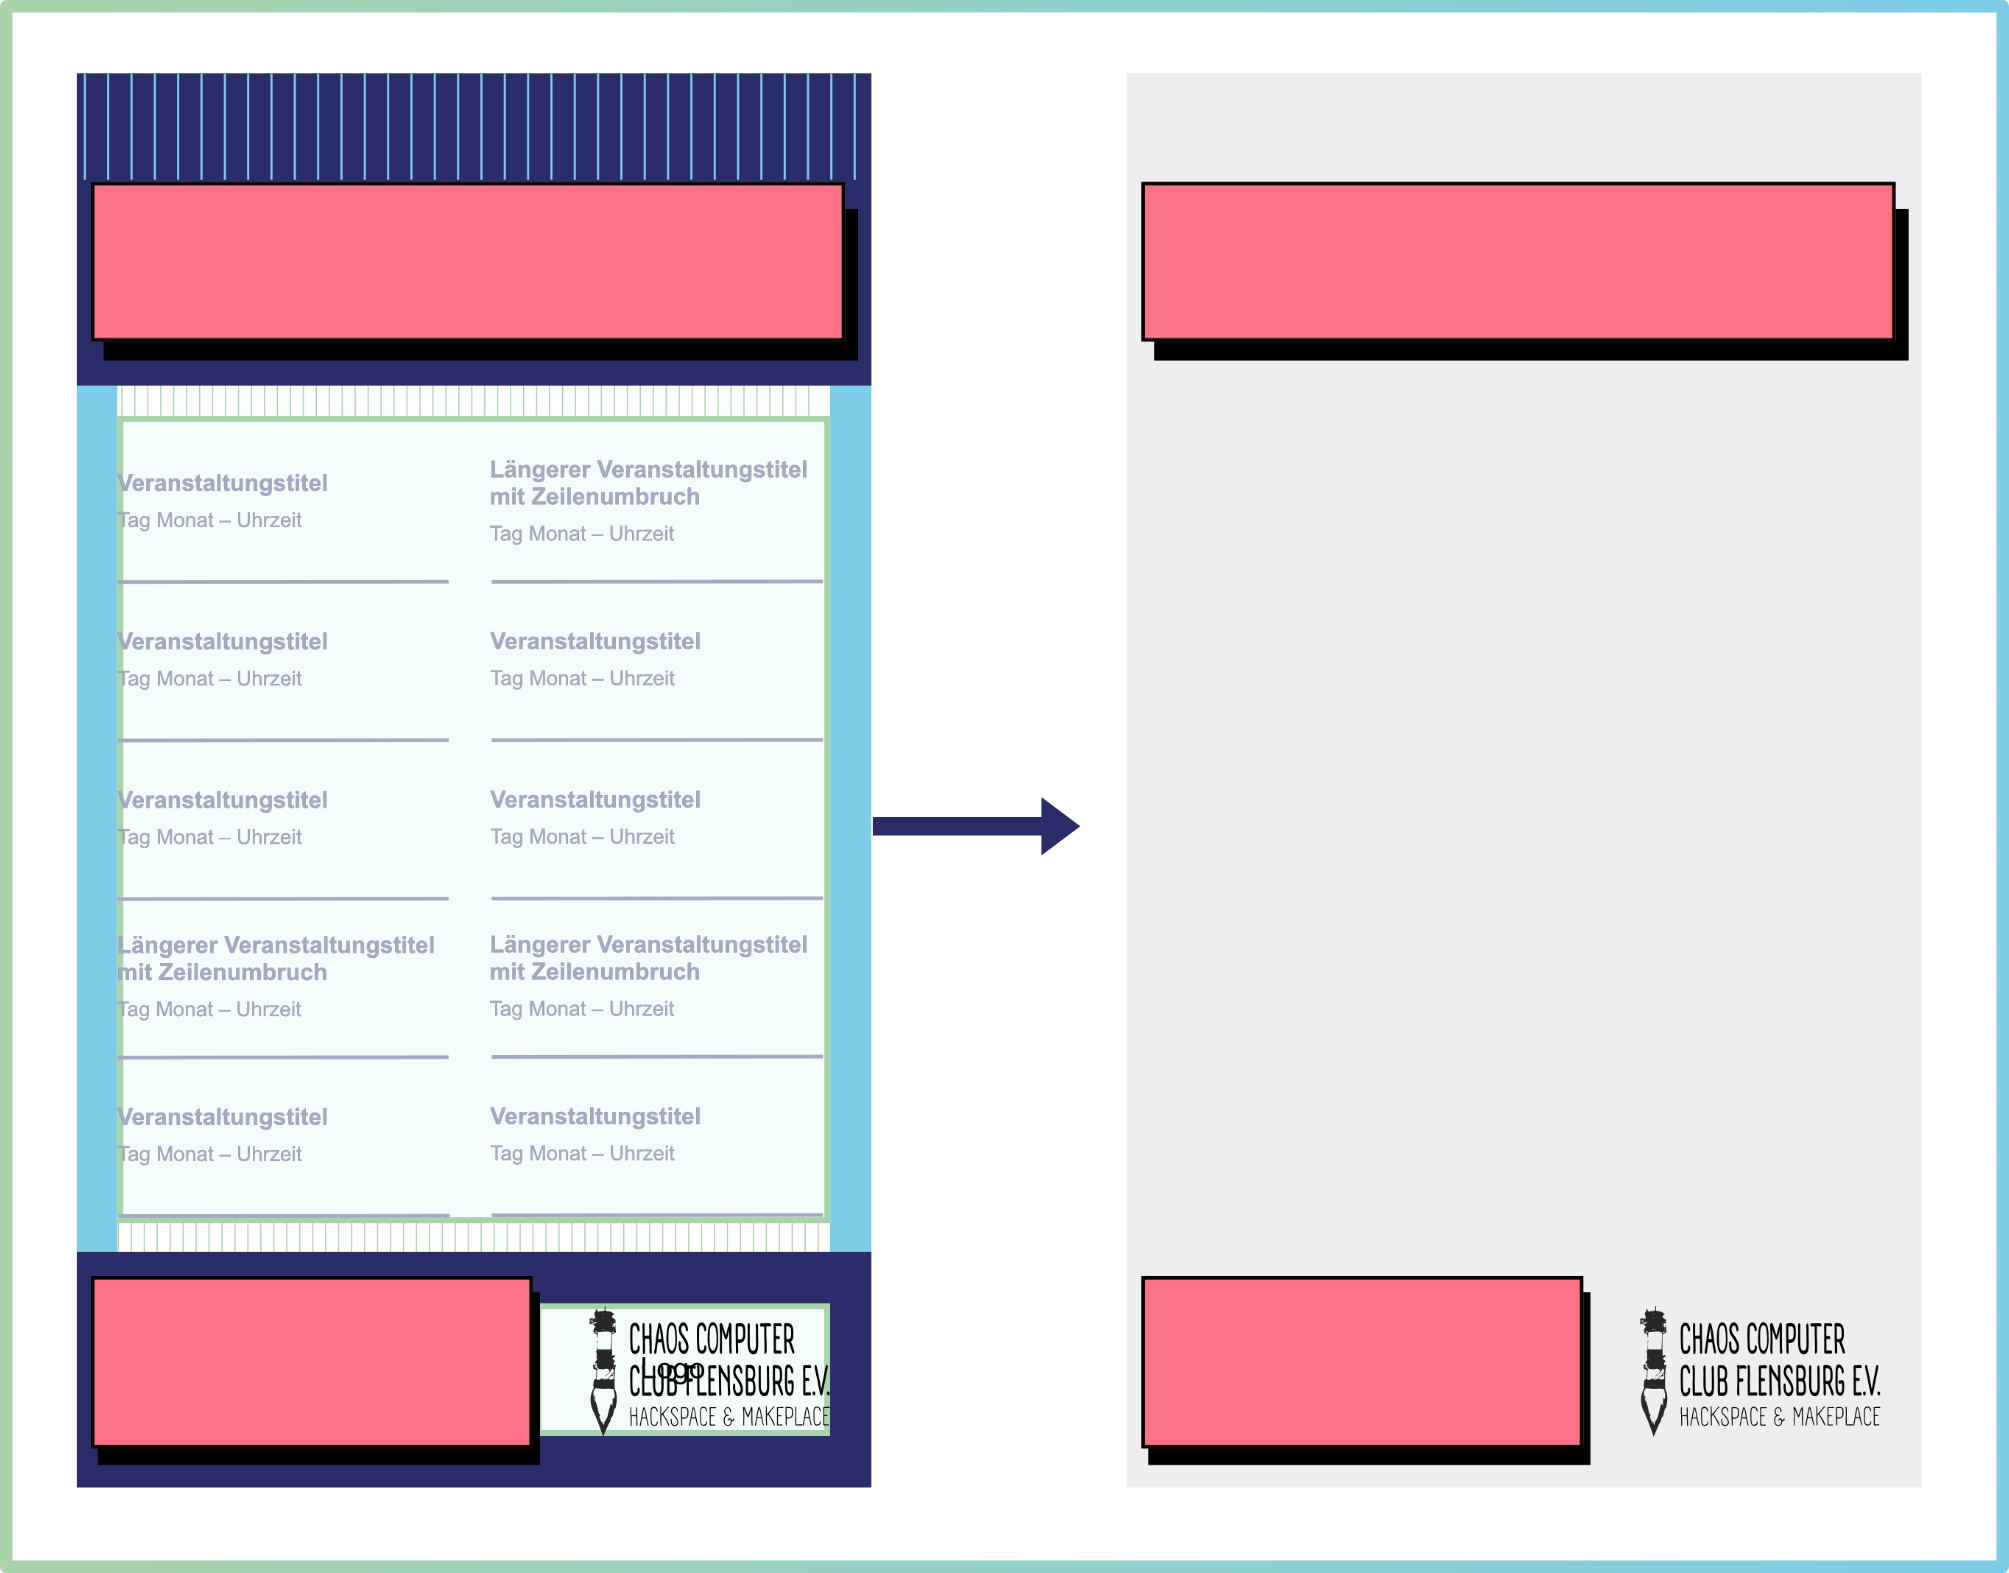 Veranstaltungstitel
Tag Monat – Uhrzeit
Längerer Veranstaltungstitel
mit Zeilenumbruch
Tag Monat – Uhrzeit
Veranstaltungstitel
Tag Monat – Uhrzeit
Veranstaltungstitel
Tag Monat – Uhrzeit
Veranstaltungstitel
Tag Monat – Uhrzeit
Veranstaltungstitel
Tag Monat – Uhrzeit
Längerer Veranstaltungstitel
mit Zeilenumbruch
Tag Monat – Uhrzeit
Längerer Veranstaltungstitel
mit Zeilenumbruch
Tag Monat – Uhrzeit
Veranstaltungstitel
Tag Monat – Uhrzeit
Veranstaltungstitel
Tag Monat – Uhrzeit
CHAOS COMPUTER
Logo
CLUB FLENSBURG E.V.
HACKSPACE & MAKEPLACE
CHAOS COMPUTER
CLUB FLENSBURG E.V.
HACKSPACE & MAKEPLACE